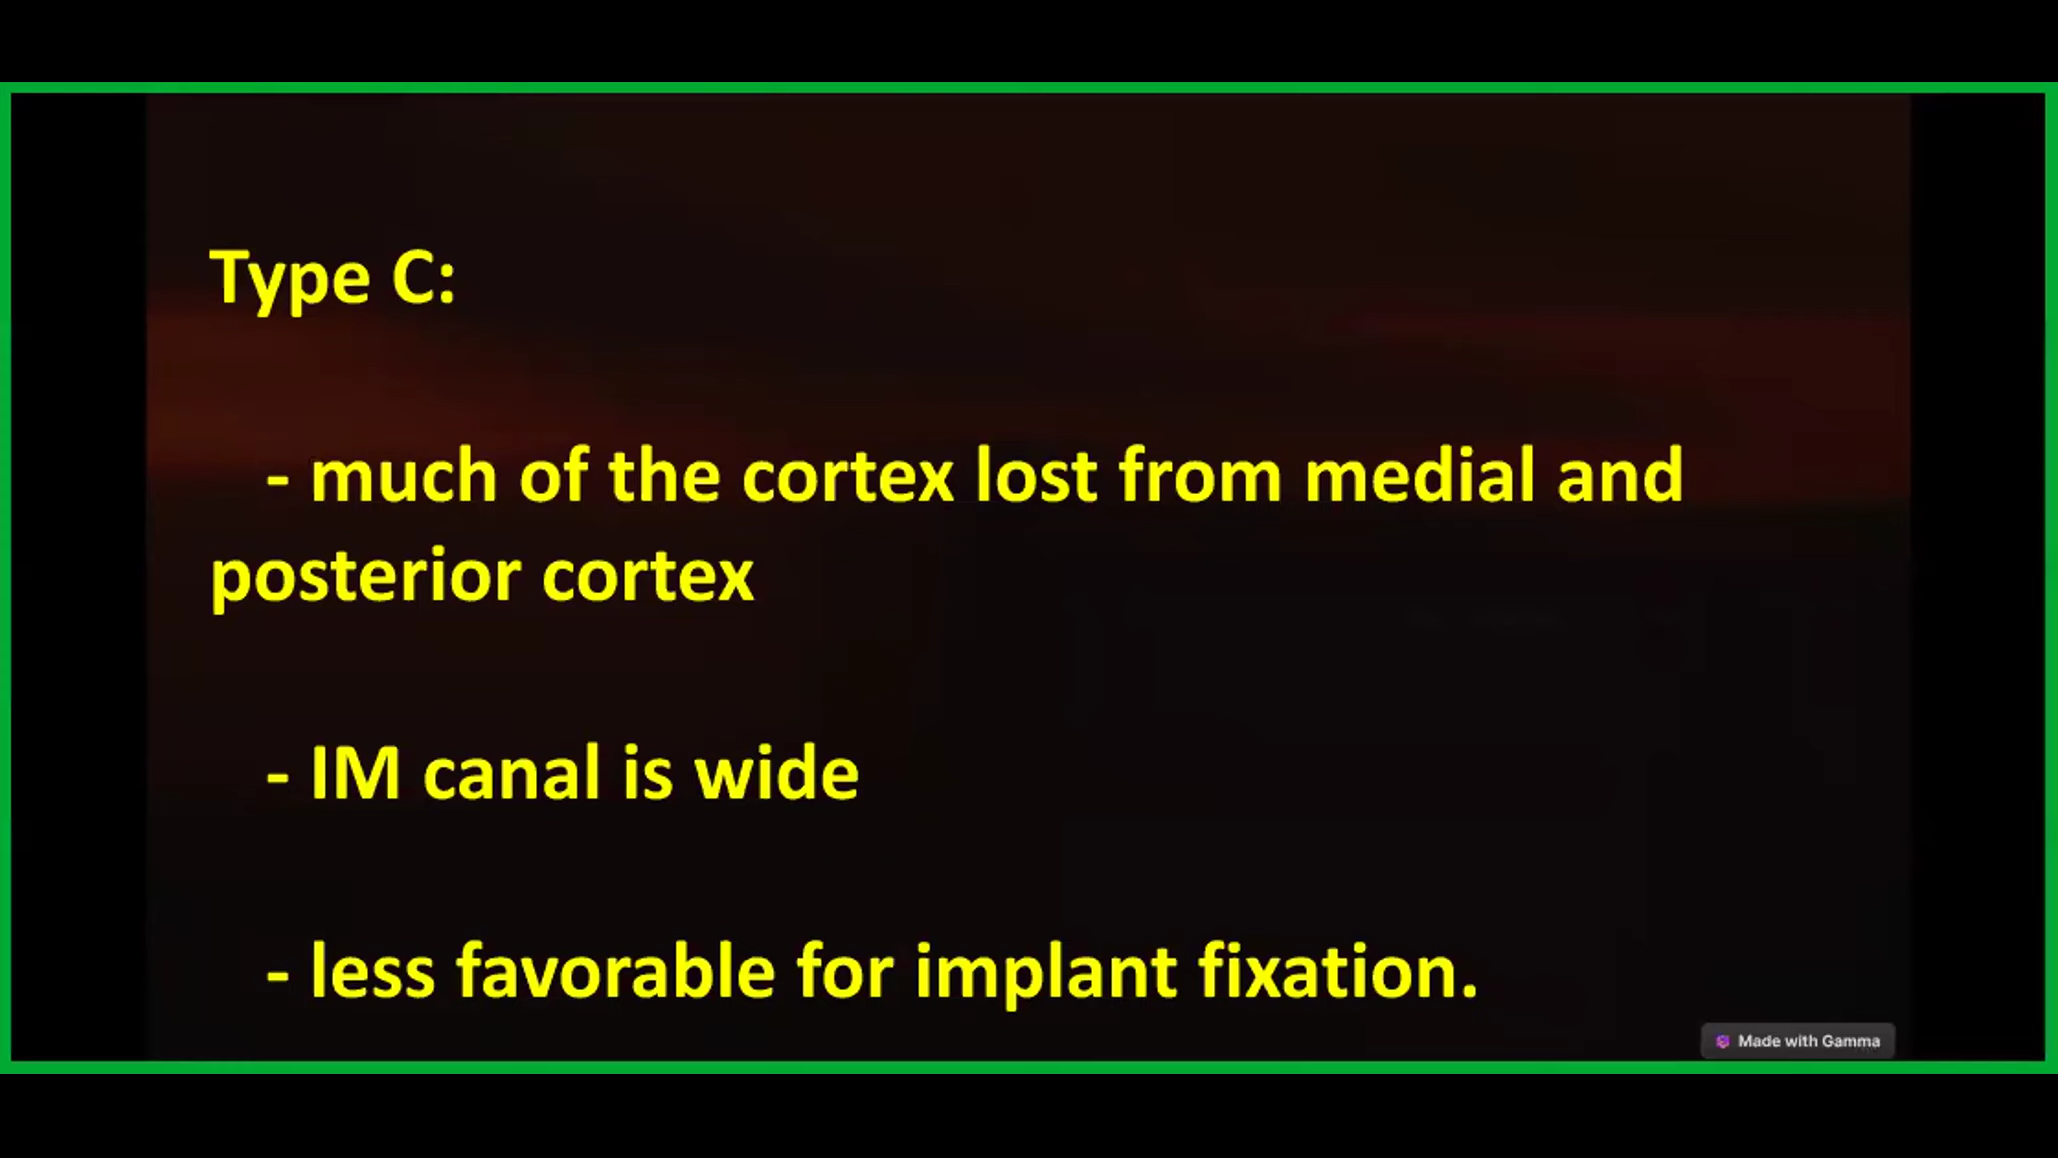 Type C:
- much of the cortex lost from medial and
posterior cortex
- IM canal is wide
- less favorable for implant fixation.
Made with Gamma